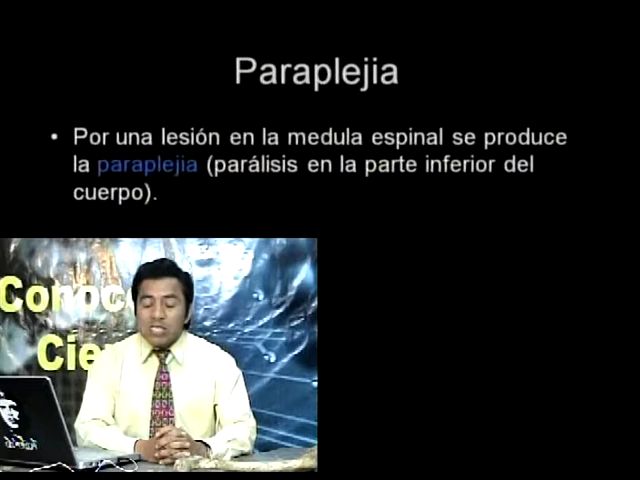 Paraplejia
• Por una lesión en la medula espinal se produce
la paraplejia (parálisis en la parte inferior del
cuerpo).
Conoc
Cie